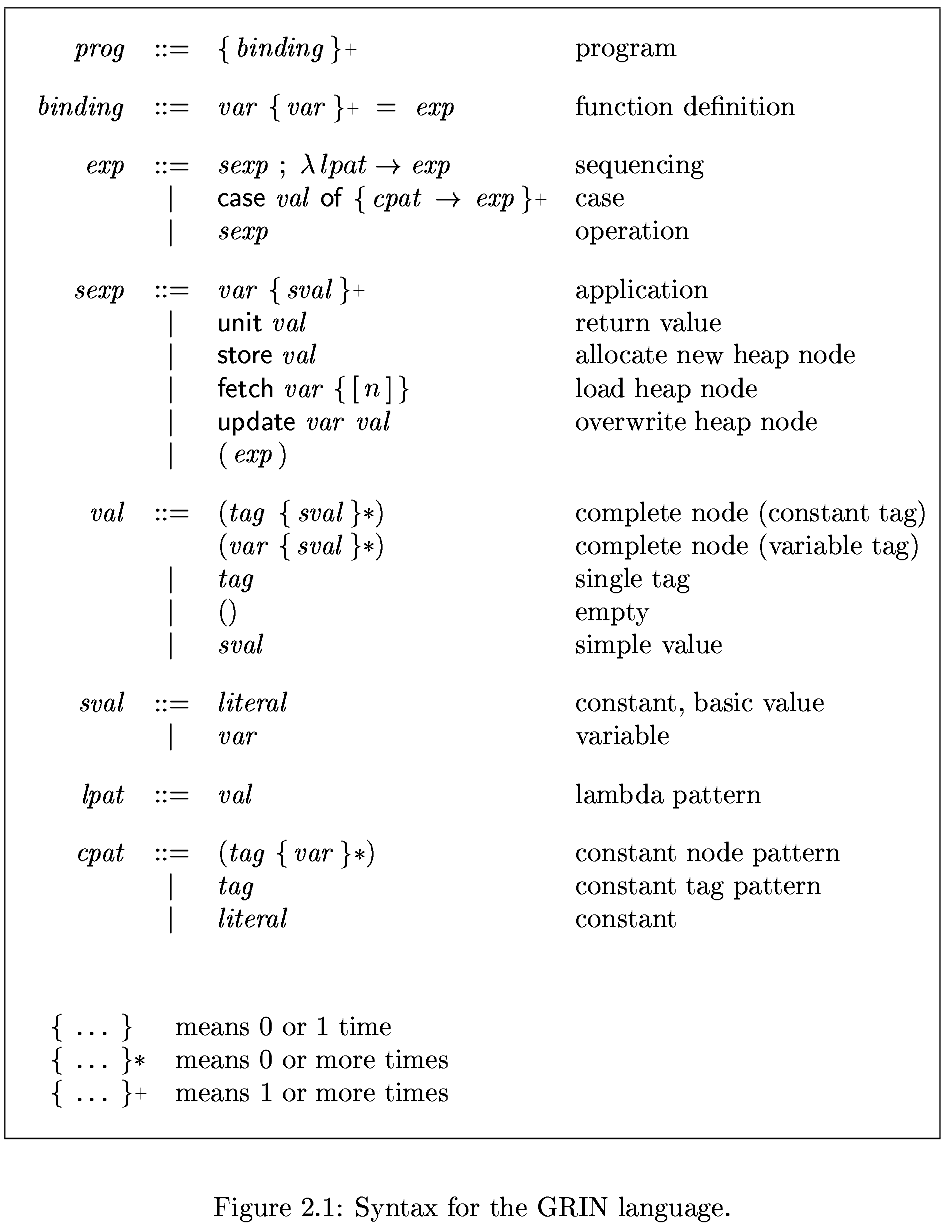 prog ::= { binding }+ program
binding ::= var { var }+ = exp function definition
exp ::= sexp ; λ lpat → exp sequencing
| case val of { cpat → exp }+ case
| sexp operation
sexp ::= var { sval }+ application
| unit val return value
| store val allocate new heap node
| fetch var { [ n ] } load heap node
| update var val overwrite heap node
| ( exp )
val ::= (tag { sval }*) complete node (constant tag)
(var { sval }*) complete node (variable tag)
| tag single tag
| () empty
| sval simple value
sval ::= literal constant, basic value
| var variable
lpat ::= val lambda pattern
cpat ::= (tag { var }*) constant node pattern
| tag constant tag pattern
| literal constant
{ ... } means 0 or 1 time
{ ... }* means 0 or more times
{ ... }+ means 1 or more times
Figure 2.1: Syntax for the GRIN language.